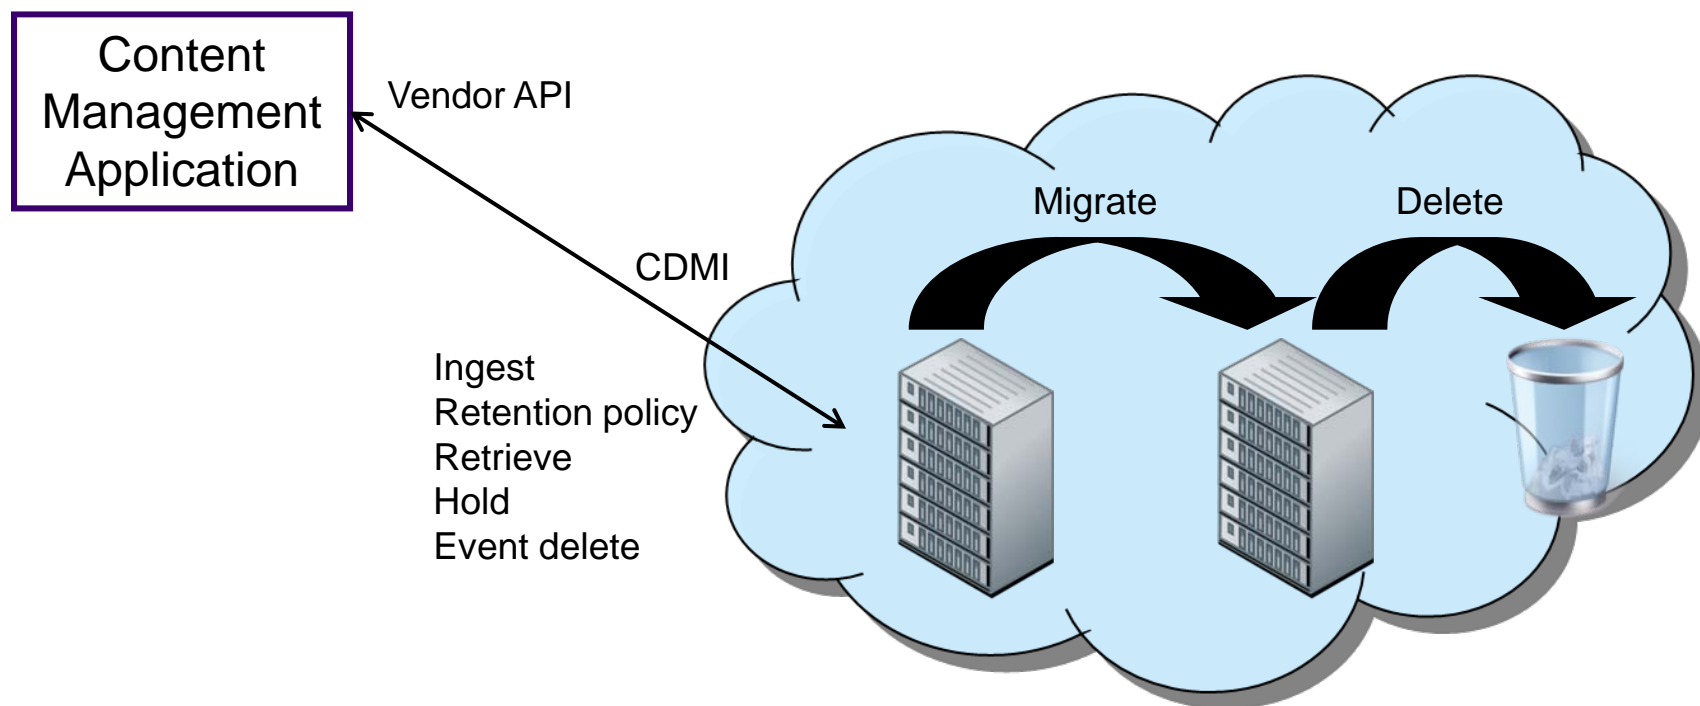 Content
Management
Application
Vendor API
Migrate
Delete
CDMI
Ingest
Retention policy
Retrieve
Hold
Event delete